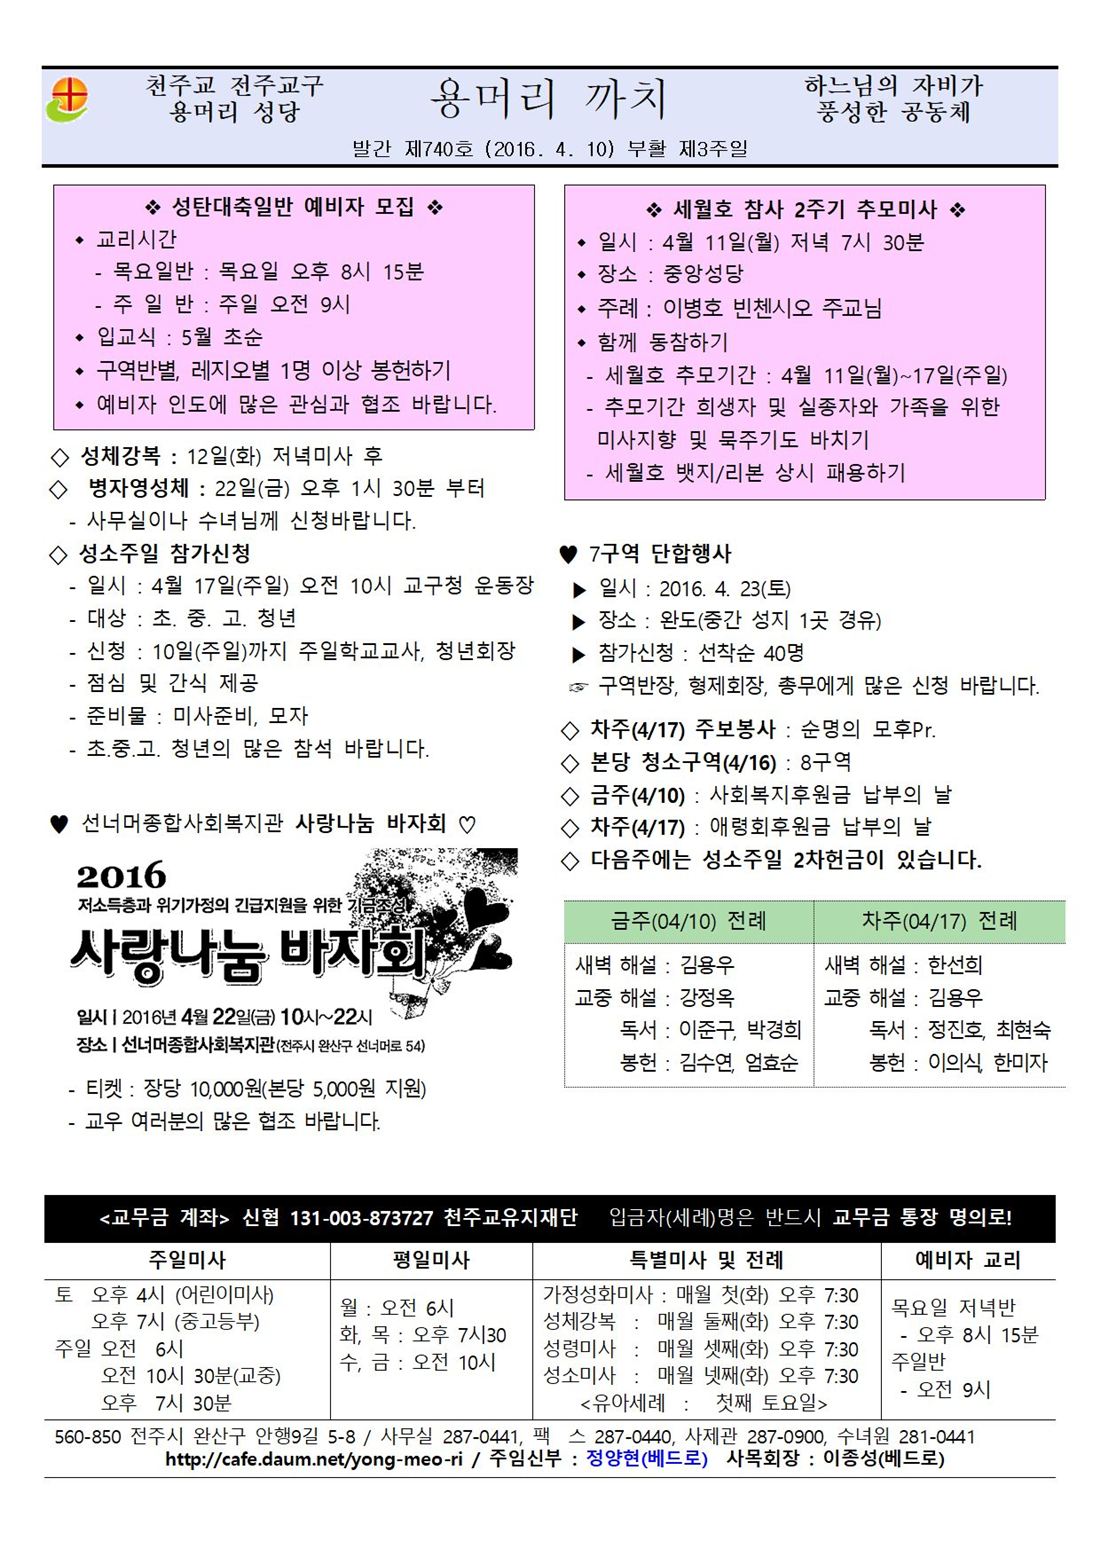 천주교 전주교구
용머리 성당
용머리 까치
하느님의 자비가
풍성한 공동체
발간 제740호 (2016. 4. 10) 부활 제3주일
❖ 성탄대축일반 예비자 모집 ❖
⬩ 교리시간
- 목요일반 : 목요일 오후 8시 15분
- 주 일 반 : 주일 오전 9시
⬩ 입교식 : 5월 초순
⬩ 구역반별, 레지오별 1명 이상 봉헌하기
⬩ 예비자 인도에 많은 관심과 협조 바랍니다.
◇ 성체강복 : 12일(화) 저녁미사 후
◇ 병자영성체 : 22일(금) 오후 1시 30분 부터
- 사무실이나 수녀님께 신청바랍니다.
◇ 성소주일 참가신청
- 일시 : 4월 17일(주일) 오전 10시 교구청 운동장
- 대상 : 초. 중. 고. 청년
- 신청 : 10일(주일)까지 주일학교교사, 청년회장
- 점심 및 간식 제공
- 준비물 : 미사준비, 모자
- 초.중.고. 청년의 많은 참석 바랍니다.
♥ 선너머종합사회복지관 사랑나눔 바자회 ♡
2016
저소득층과 위기가정의 긴급지원을 위한 기금조성
사랑나눔 바자회
일시ㅣ2016년 4월 22일(금) 10시~22시
장소ㅣ선너머종합사회복지관(전주시 완산구 선너머로 54)
- 티켓 : 장당 10,000원(본당 5,000원 지원)
- 교우 여러분의 많은 협조 바랍니다.
❖ 세월호 참사 2주기 추모미사 ❖
⬩ 일시 : 4월 11일(월) 저녁 7시 30분
⬩ 장소 : 중앙성당
⬩ 주례 : 이병호 빈첸시오 주교님
⬩ 함께 동참하기
- 세월호 추모기간 : 4월 11일(월)~17일(주일)
- 추모기간 희생자 및 실종자와 가족을 위한
미사지향 및 묵주기도 바치기
- 세월호 뱃지/리본 상시 패용하기
♥ 7구역 단합행사
▶ 일시 : 2016. 4. 23(토)
▶ 장소 : 완도(중간 성지 1곳 경유)
▶ 참가신청 : 선착순 40명
☞ 구역반장, 형제회장, 총무에게 많은 신청 바랍니다.
◇ 차주(4/17) 주보봉사 : 순명의 모후Pr.
◇ 본당 청소구역(4/16) : 8구역
◇ 금주(4/10) : 사회복지후원금 납부의 날
◇ 차주(4/17) : 애령회후원금 납부의 날
◇ 다음주에는 성소주일 2차헌금이 있습니다.
금주(04/10) 전례
새벽 해설 : 김용우
교중 해설 : 강정옥
독서 : 이준구, 박경희
봉헌 : 김수연, 엄효순
차주(04/17) 전례
새벽 해설 : 한선희
교중 해설 : 김용우
독서 : 정진호, 최현숙
봉헌 : 이의식, 한미자
<교무금 계좌> 신협 131-003-873727 천주교유지재단 입금자(세례)명은 반드시 교무금 통장 명의로!
주일미사
토 오후 4시 (어린이미사)
오후 7시 (중고등부)
주일 오전 6시
오전 10시 30분(교중)
오후 7시 30분
평일미사
월 : 오전 6시
화, 목 : 오후 7시30
수, 금 : 오전 10시
특별미사 및 전례
가정성화미사 : 매월 첫(화) 오후 7:30
성체강복 : 매월 둘째(화) 오후 7:30
성령미사 : 매월 셋째(화) 오후 7:30
성소미사 : 매월 넷째(화) 오후 7:30
<유아세례 : 첫째 토요일>
예비자 교리
목요일 저녁반
- 오후 8시 15분
주일반
- 오전 9시
560-850 전주시 완산구 안행9길 5-8 / 사무실 287-0441, 팩 스 287-0440, 사제관 287-0900, 수녀원 281-0441
http://cafe.daum.net/yong-meo-ri / 주임신부 : 정양현(베드로) 사목회장 : 이종성(베드로)